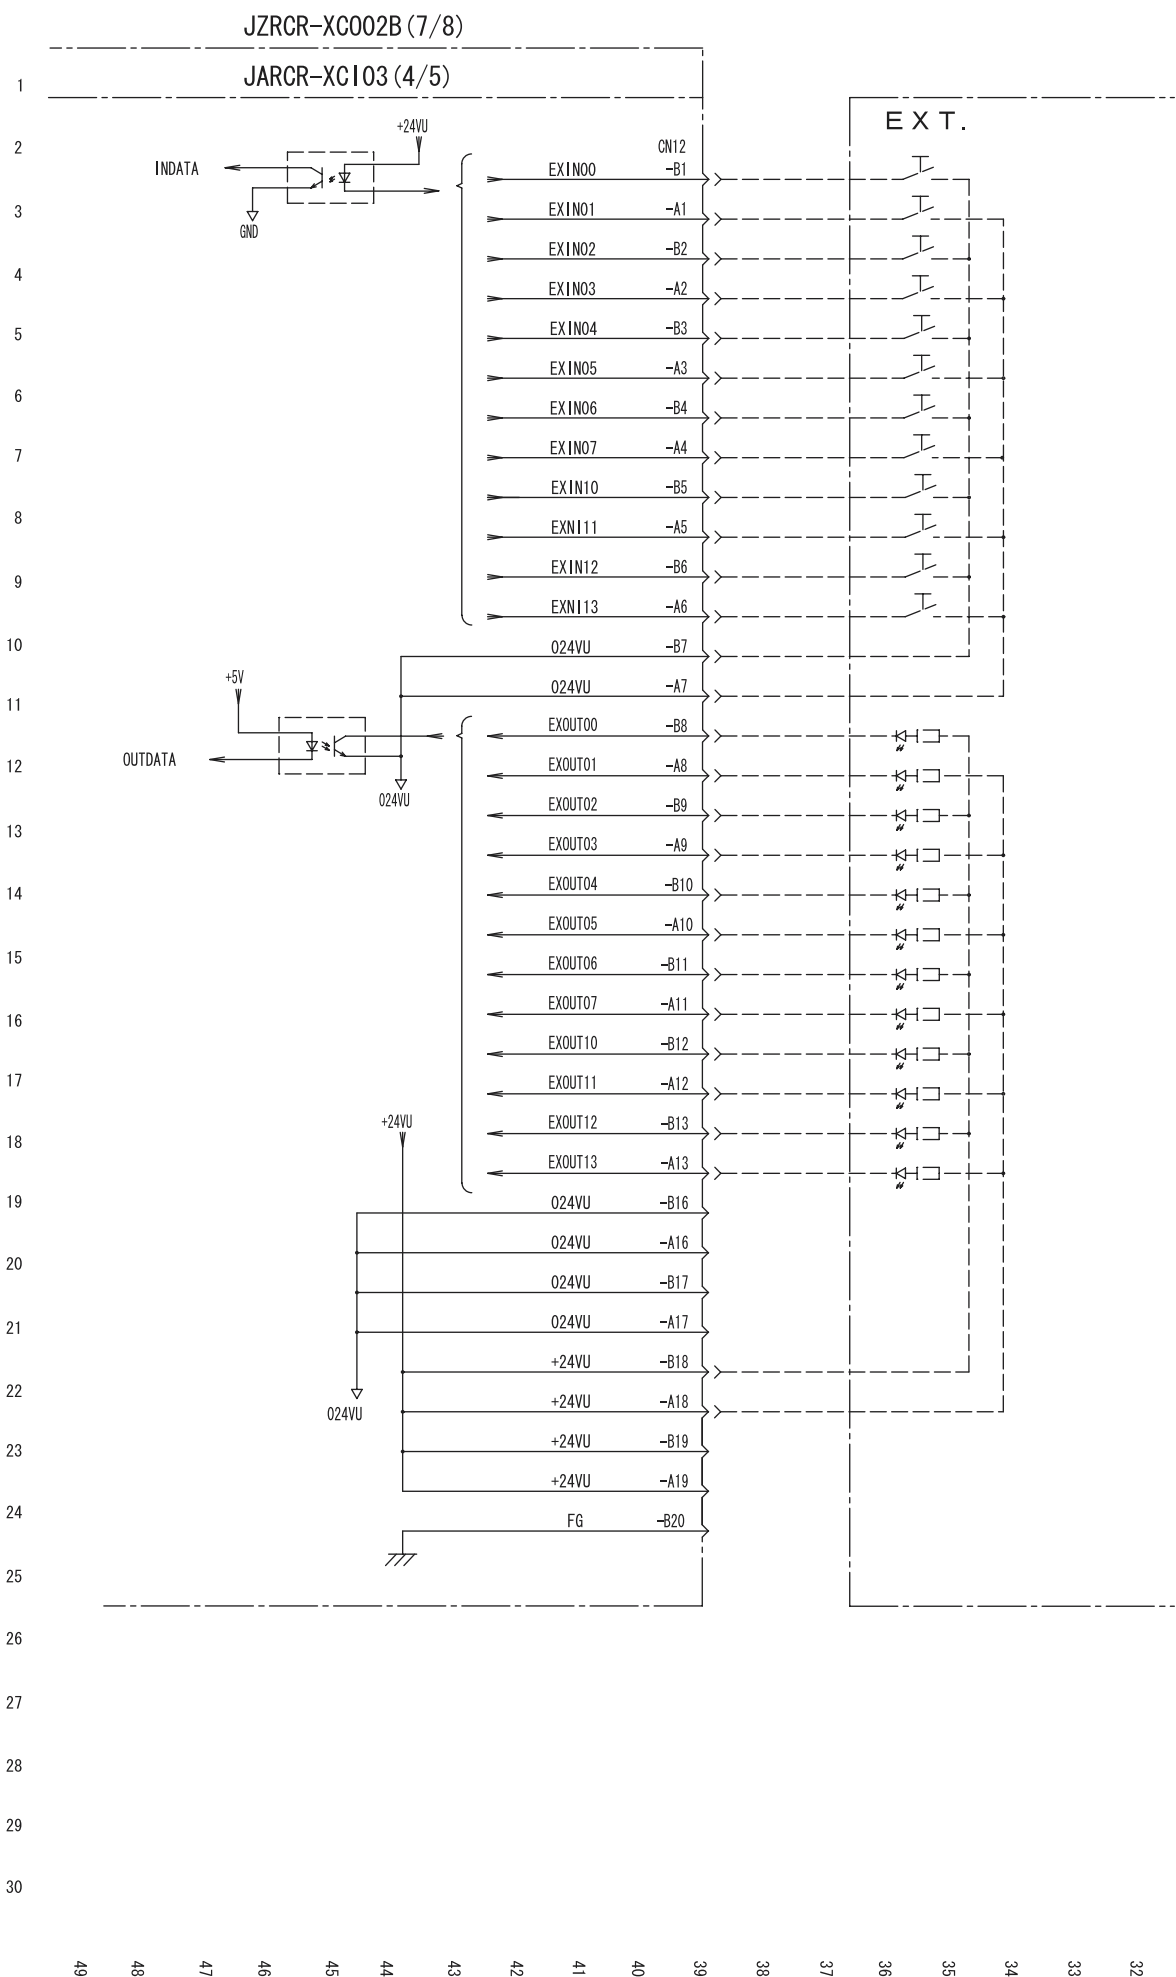 JZRCR-XCO02B(7/8)
1
JARCR-XCI03(4/5)
EXT.
+24VU
2
CN12
INDATA
EXIN00 -B1
3
EXIN01 -A1
GND
EXIN02 -B2
4
EXIN03 -A2
5
EXIN04 -B3
EXIN05 -A3
6
EXIN06 -B4
7
EXIN07 -A4
EXIN10 -B5
8
EXNI11 -A5
9
EXIN12 -B6
EXNI13 -A6
10
024VU -B7
+5V
024VU -A7
11
EXOUT00 -B8
OUTDATA
12
EXOUT01 -A8
024VU
EXOUT02 -B9
13
EXOUT03 -A9
14
EXOUT04 -B10
EXOUT05 -A10
15
EXOUT06 -B11
16
EXOUT07 -A11
EXOUT10 -B12
17
EXOUT11 -A12
+24VU
EXOUT12 -B13
18
EXOUT13 -A13
19
024VU -B16
024VU -A16
20
024VU -B17
21
024VU -A17
+24VU -B18
22
024VU
+24VU -A18
23
+24VU -B19
+24VU -A19
24
FG -B20
25
26
27
28
29
30
49 48 47 46 45 44 43 42 41 40 39 38 37 36 35 34 33 32